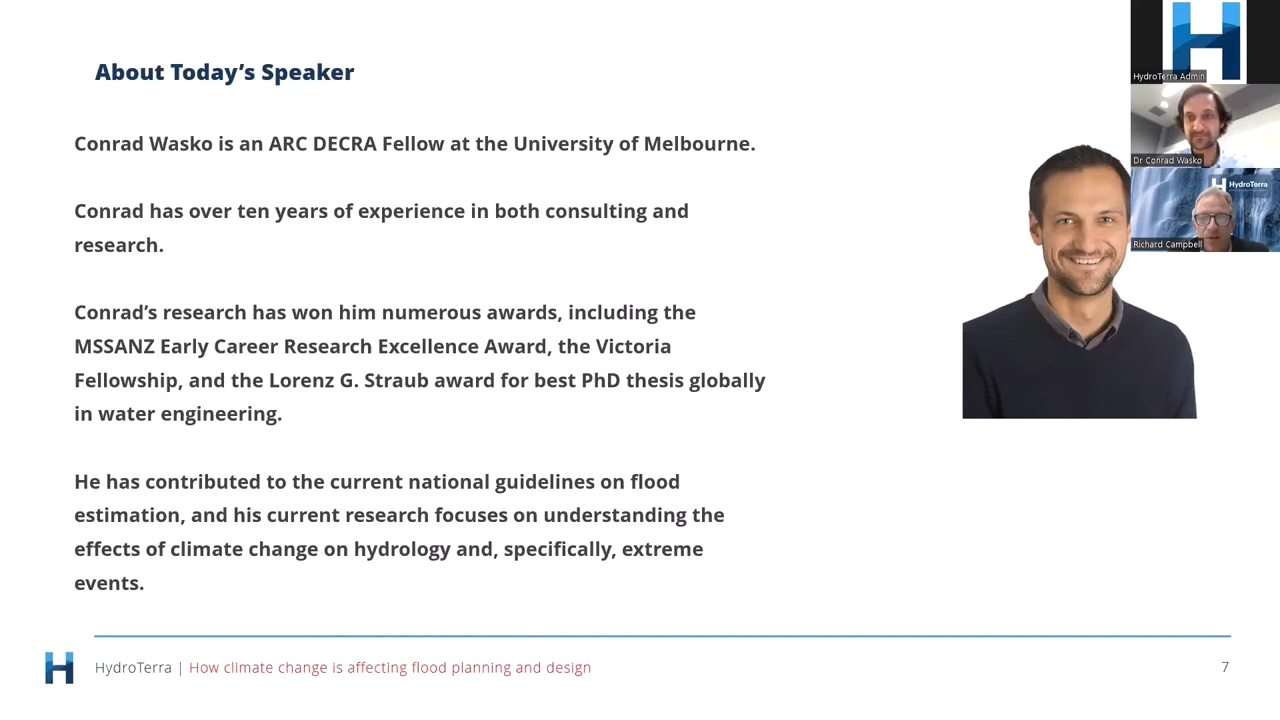 About Today's Speaker
Conrad Wasko is an ARC DECRA Fellow at the University of Melbourne.
Conrad has over ten years of experience in both consulting and
research.
Conrad's research has won him numerous awards, including the
MSSANZ Early Career Research Excellence Award, the Victoria
Fellowship, and the Lorenz G. Straub award for best PhD thesis globally
in water engineering.
He has contributed to the current national guidelines on flood
estimation, and his current research focuses on understanding the
effects of climate change on hydrology and, specifically, extreme
events.
HydroTerra Admin
Dr Conrad Wasko
HydroTerra
Richard Campbell
HydroTerra | How climate change is affecting flood planning and design
7